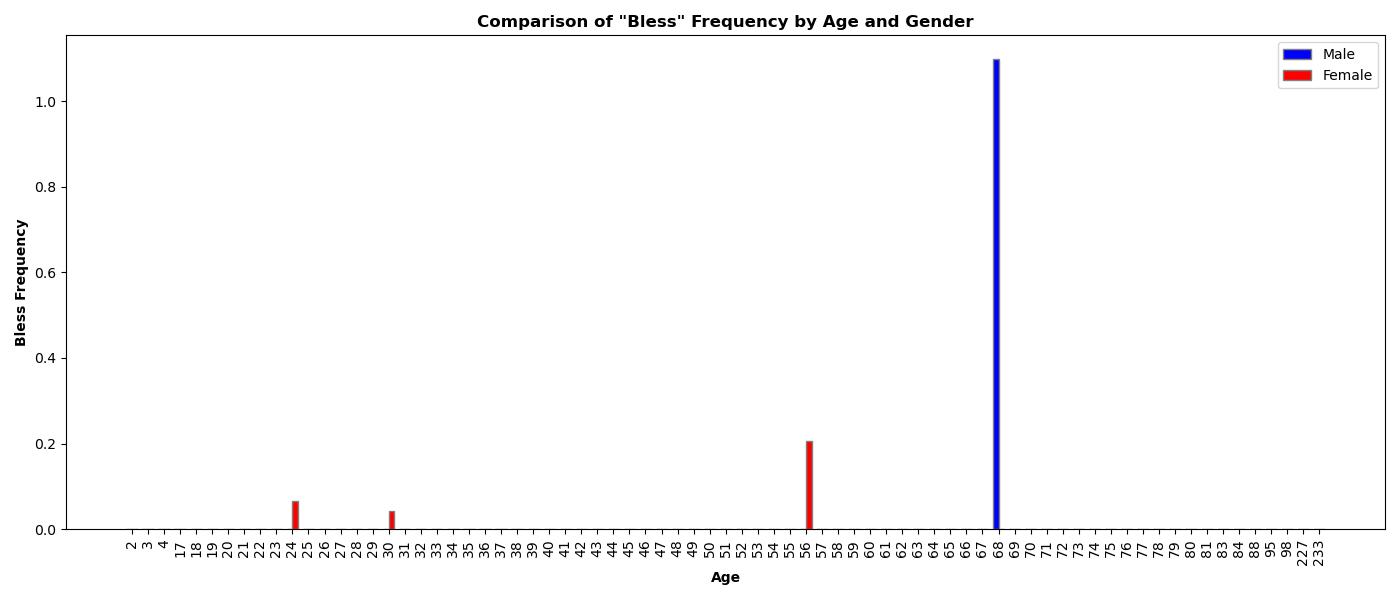 Comparison of "Bless" Frequency by Age and Gender
Male
Female
Bless Frequency
1.0
0.8
0.6
0.4
0.2
0.0
2 3 4 17 18 19 20 21 22 23 24 25 26 27 28 29 30 31 32 33 34 35 36 37 38 39 40 41 42 43 44 45 46 47 48 49 50 51 52 53 54 55 56 57 58 59 60 61 62 63 64 65 66 67 68 69 70 71 72 73 74 75 76 77 78 79 80 81 83 84 88 95 98 227 233
Age